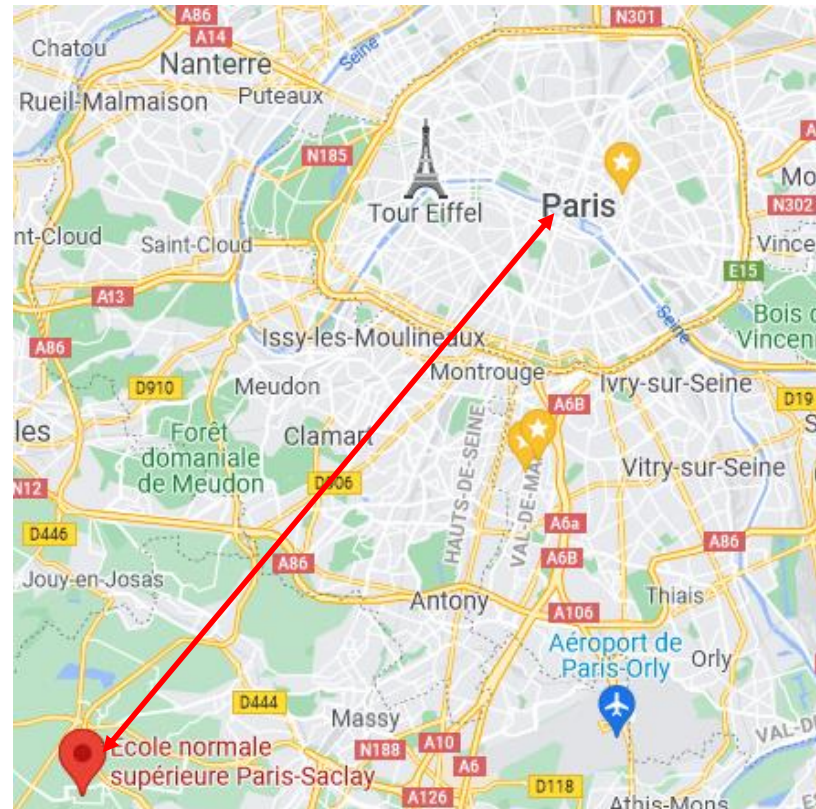 A86
N301
A14
Chatou
Nanterre
Seine
Rueil-Malmaison
Puteaux
N185
Mo
Tour Eiffel
Paris
N302
nt-Cloud
Saint-Cloud
Vince
E15
A13
Bois d
Vincen
Seine
Issy-les-Moulineaux
A86
Montrouge
D910
Meudon
Ivry-sur-Seine
A6B
D19
les
Forêt
domaniale
de Meudon
Clamart
HAUTS-DE-SEINE
VAL-DE-MA
Vitry-sur-Seine
N12
D906
D446
A6a
A86
A86
A6B
Jouy-en-Josas
Antony
A106
Thiais
Aéroport de
Paris-Orly
Orly
D444
Massy
VAL-D
Ecole normale
supérieure Paris-Saclay
N188
A10
A6
D118
A126
Athis-Mons